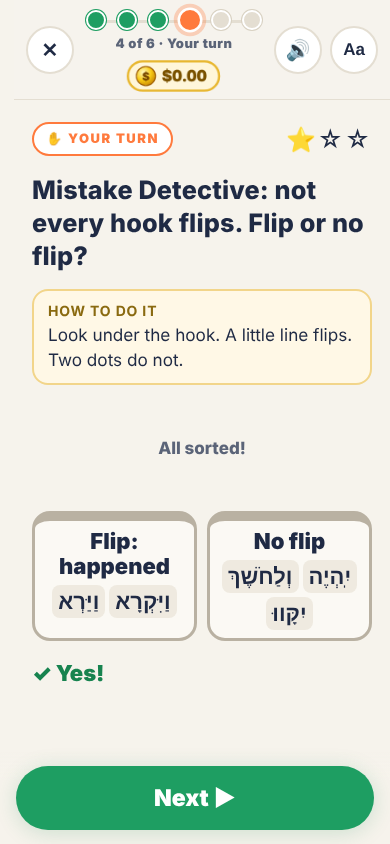 ✕
4 of 6 · Your turn
$ $0.00
🔊
Aa
✋ YOUR TURN
⭐☆☆
Mistake Detective: not
every hook flips. Flip or no
flip?
HOW TO DO IT
Look under the hook. A little line flips.
Two dots do not.
All sorted!
Flip:
happened
וַיִּקְרָא וַיַּרְא
No flip
יִהְיֶה וְלַחֹשֶׁךְ
יִקָּווּ
✓ Yes!
Next ▶